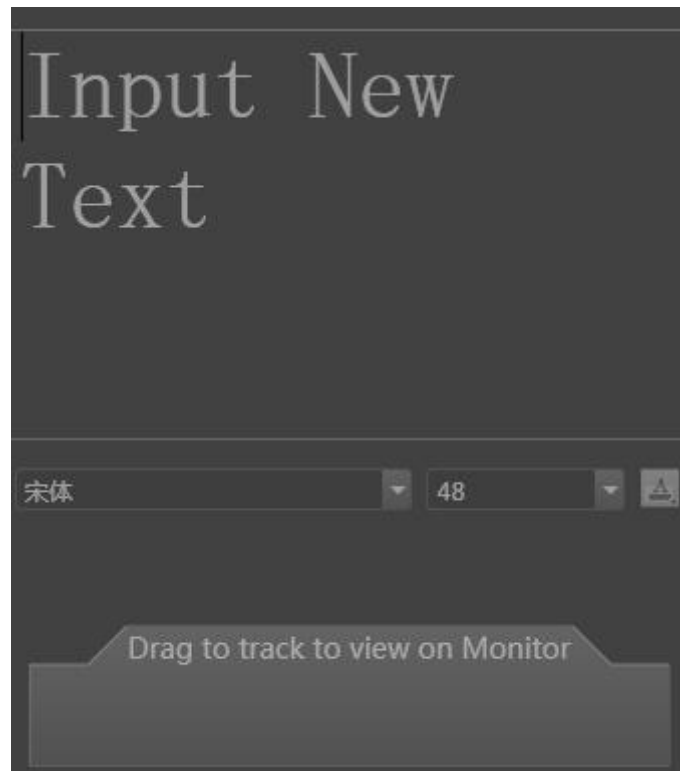 Input New
Text
宋体
48
Drag to track to view on Monitor